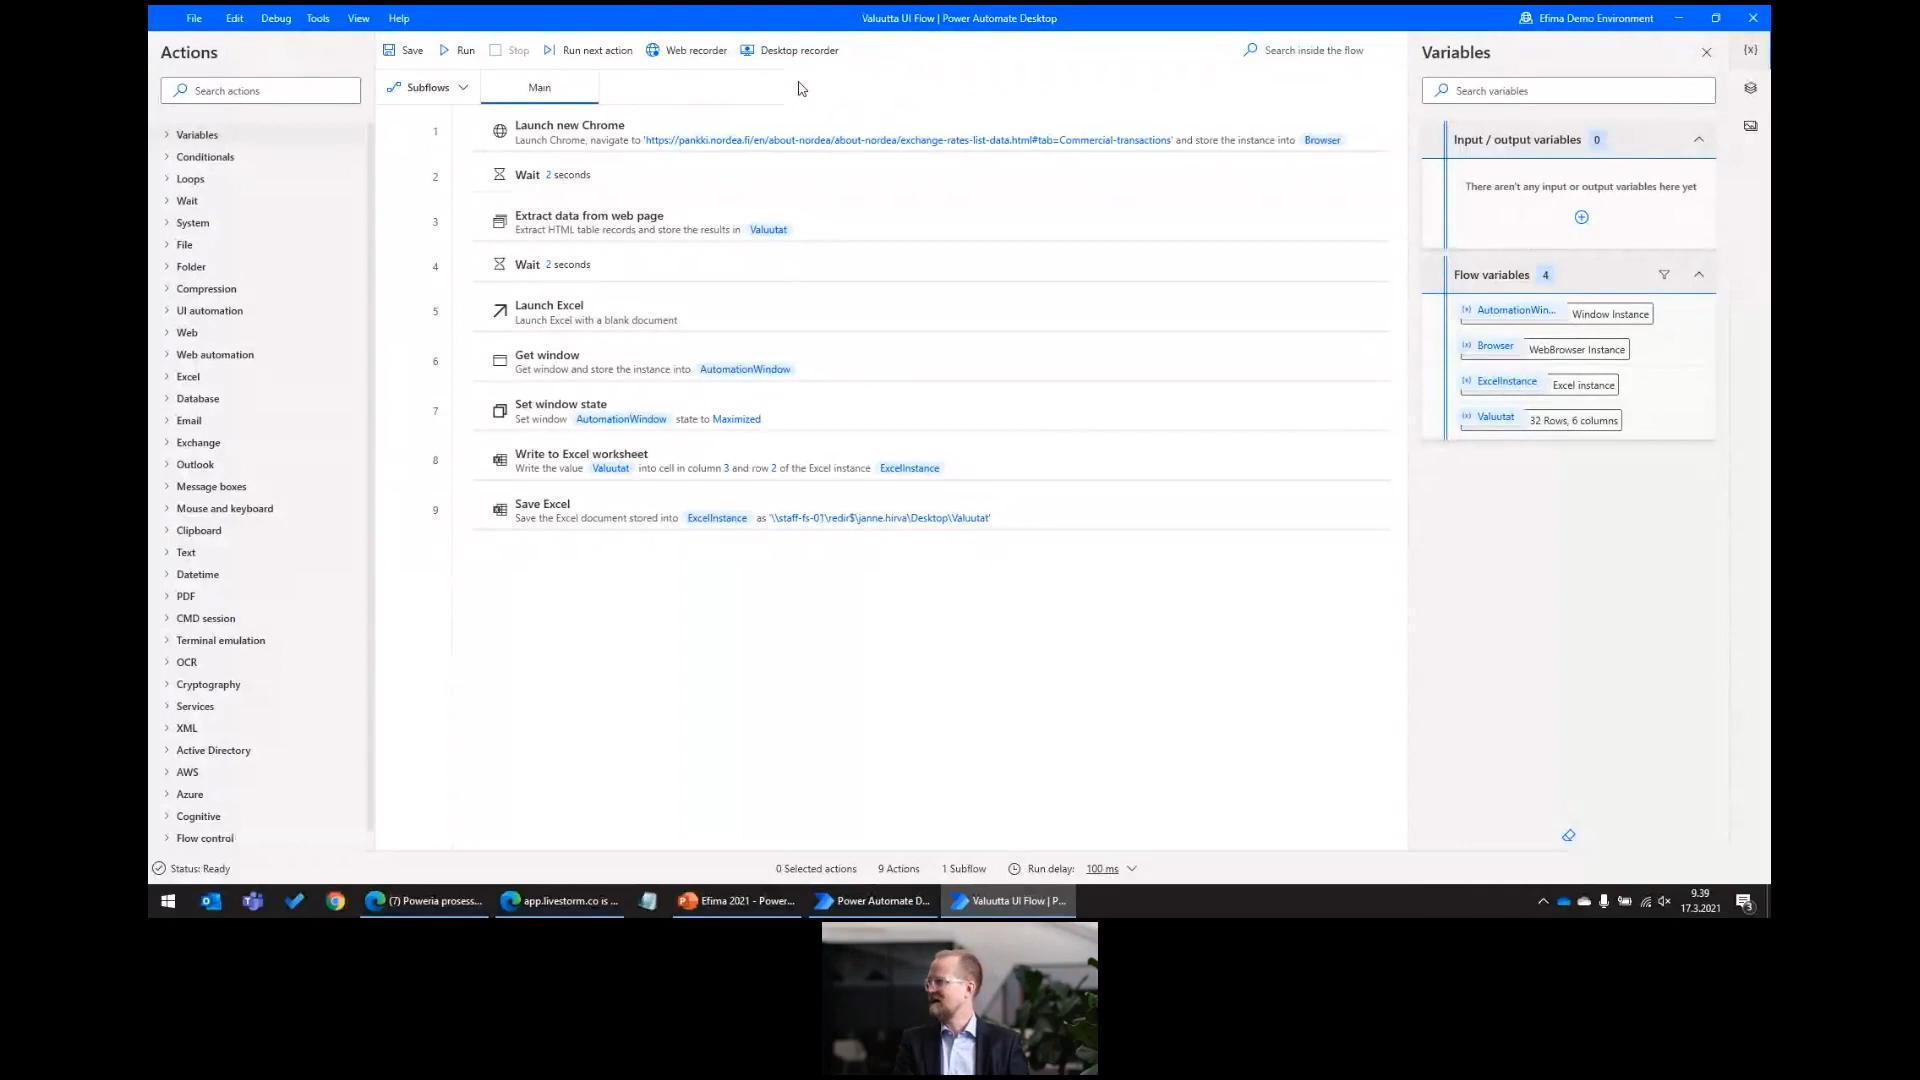 File Edit Debug Tools View Help
Valuutta UI Flow | Power Automate Desktop
Efima Demo Environment
Actions
Search actions
Variables
Conditionals
Loops
Wait
System
File
Folder
Compression
UI automation
Web
Web automation
Excel
Database
Email
Exchange
Outlook
Message boxes
Mouse and keyboard
Clipboard
Text
Datetime
PDF
CMD session
Terminal emulation
OCR
Cryptography
Services
XML
Active Directory
AWS
Azure
Cognitive
Flow control
Save Run Stop Run next action Web recorder Desktop recorder
Search inside the flow
Subflows Main
1 Launch new Chrome
Launch Chrome, navigate to 'https://pankki.nordea.fi/en/about-nordea/about-nordea/exchange-rates-list-data.html#tab=Commercial-transactions' and store the instance into Browser
2 Wait 2 seconds
3 Extract data from web page
Extract HTML table records and store the results in Valuutat
4 Wait 2 seconds
5 Launch Excel
Launch Excel with a blank document
6 Get window
Get window and store the instance into AutomationWindow
7 Set window state
Set window AutomationWindow state to Maximized
8 Write to Excel worksheet
Write the value Valuutat into cell in column 3 and row 2 of the Excel instance ExcelInstance
9 Save Excel
Save the Excel document stored into ExcelInstance as '\\staff-fs-01\redir$\janne.hirva\Desktop\Valuutat'
Variables
{x}
Search variables
Input / output variables 0
There aren't any input or output variables here yet
Flow variables 4
(x) AutomationWin... Window Instance
(x) Browser WebBrowser Instance
(x) ExcelInstance Excel instance
(x) Valuutat 32 Rows, 6 columns
Status: Ready
0 Selected actions 9 Actions 1 Subflow Run delay: 100 ms
(7) Poweria prosess... app.livestorm.co is ... Efima 2021 - Power... Power Automate D... Valuutta UI Flow | P...
9.39
17.3.2021
3